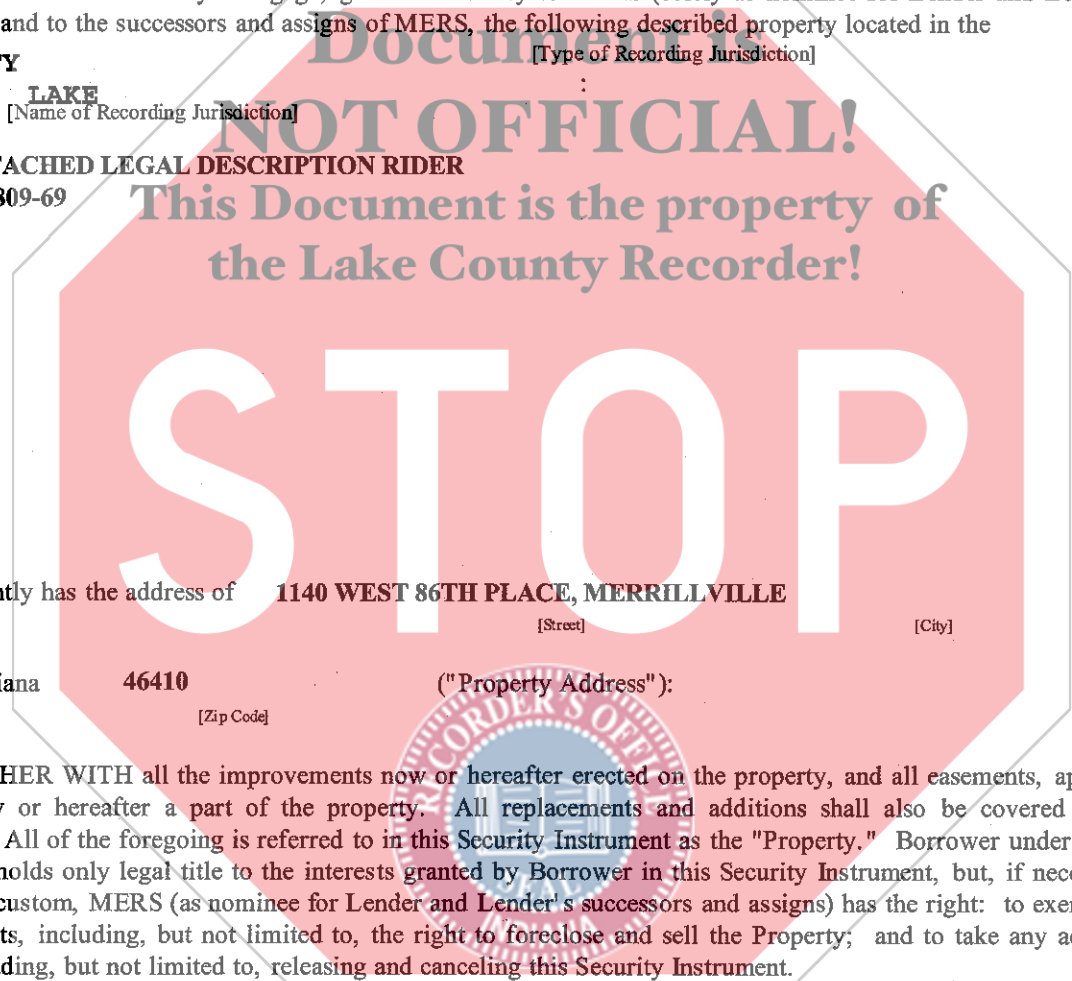 and to the successors and assigns of MERS, the following described property located in the
Document is
[Type of Recording Jurisdiction]
Y
:
LAKE
[Name of Recording Jurisdiction]
NOT OFFICIAL!
TACHED LEGAL DESCRIPTION RIDER
809-69
This Document is the property of
the Lake County Recorder!
STOP
ntly has the address of 1140 WEST 86TH PLACE, MERRILLVILLE
[Street] [City]
iana 46410 ("Property Address"):
[Zip Code]
RECORDER'S OFFICE
HER WITH all the improvements now or hereafter erected on the property, and all easements, ap
y or hereafter a part of the property. All replacements and additions shall also be covered
All of the foregoing is referred to in this Security Instrument as the "Property." Borrower under
holds only legal title to the interests granted by Borrower in this Security Instrument, but, if nece
custom, MERS (as nominee for Lender and Lender's successors and assigns) has the right: to exer
ts, including, but not limited to, the right to foreclose and sell the Property; and to take any a
ding, but not limited to, releasing and canceling this Security Instrument.
SEAL
INDIANA